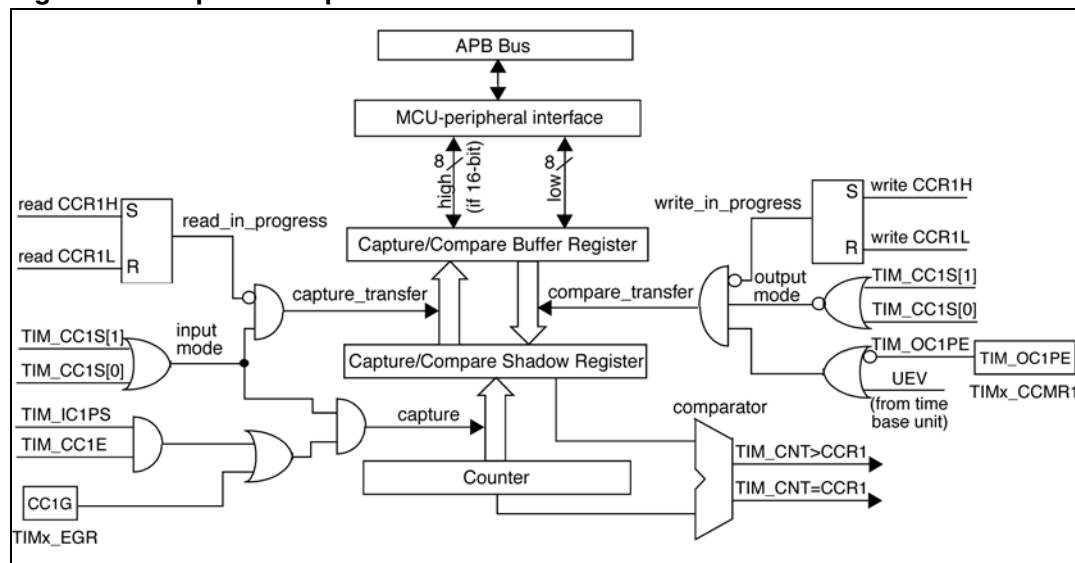 APB Bus
MCU-peripheral interface
8
high
(if 16-bit)
8
low
read CCR1H
S
read_in_progress
read CCR1L
R
write CCR1H
S
write_in_progress
R
write CCR1L
Capture/Compare Buffer Register
capture_transfer
compare_transfer
output
mode
TIM_CC1S[1]
TIM_CC1S[0]
TIM_CC1S[1]
input
mode
TIM_CC1S[0]
Capture/Compare Shadow Register
TIM_OC1PE
TIM_OC1PE
UEV
TIMx_CCMR1
(from time
base unit)
TIM_IC1PS
capture
TIM_CC1E
comparator
CC1G
TIMx_EGR
Counter
TIM_CNT>CCR1
TIM_CNT=CCR1